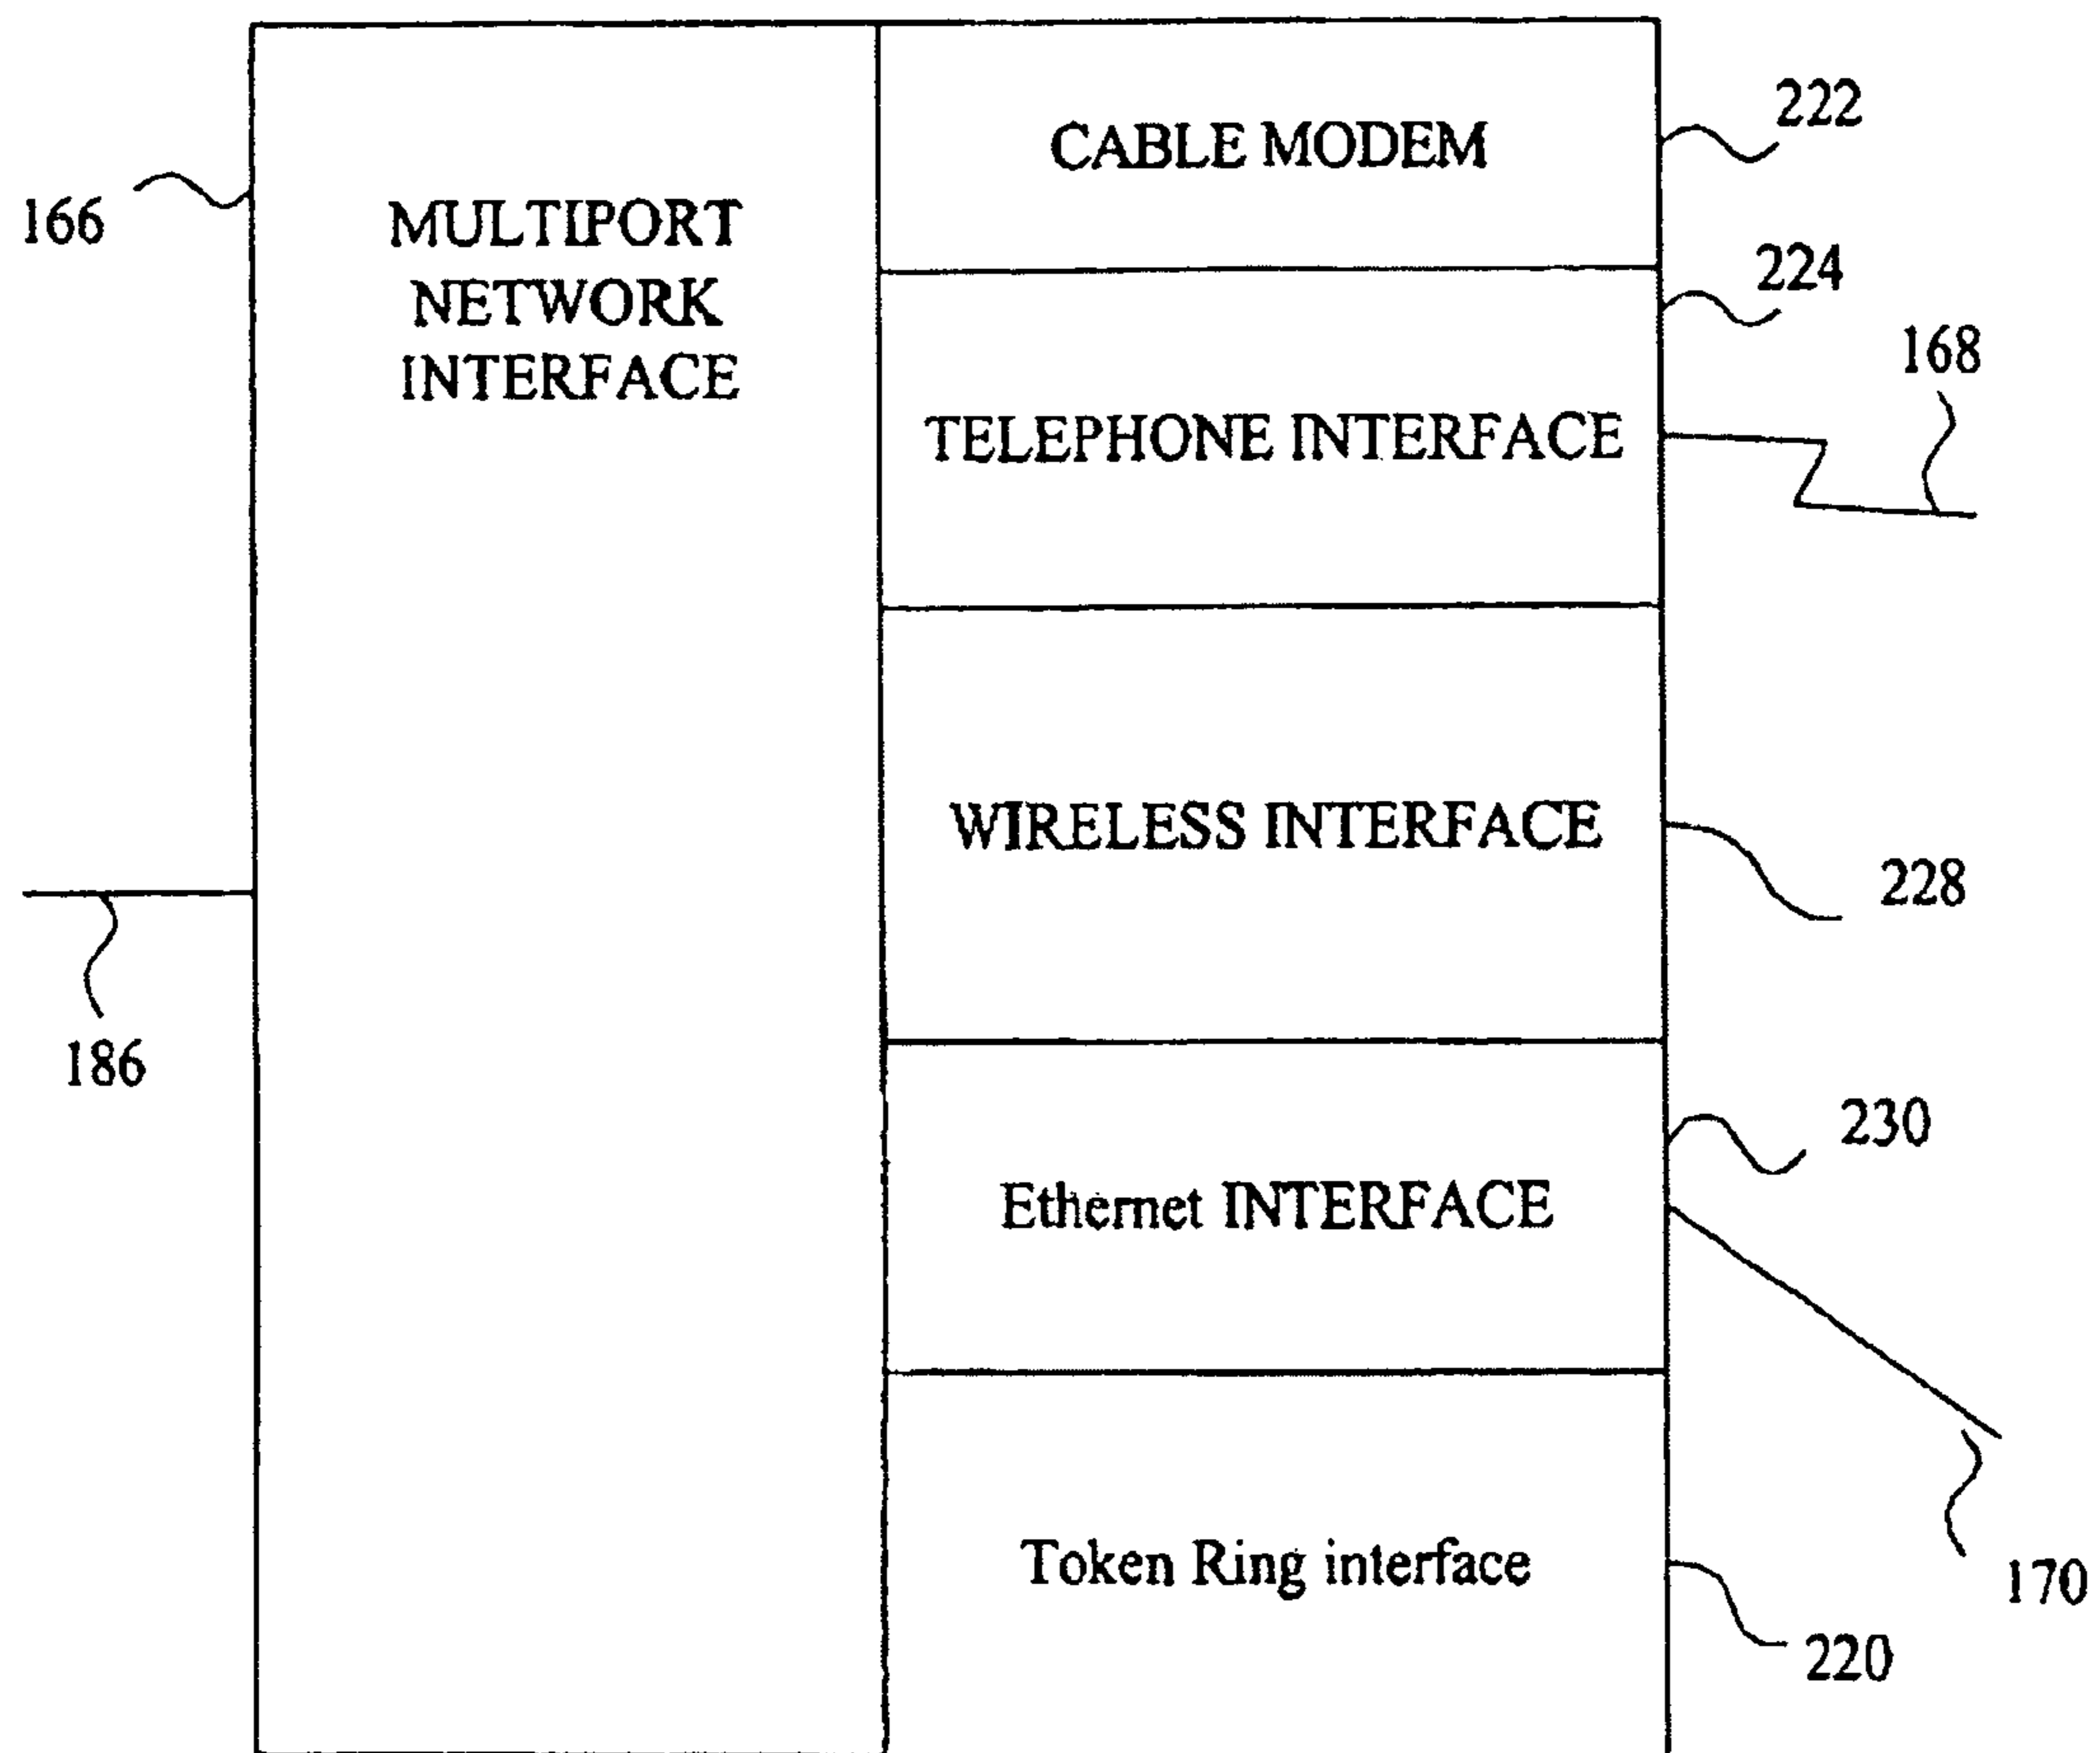 166
MULTIPORT
NETWORK
INTERFACE
186
CABLE MODEM
222
224
TELEPHONE INTERFACE
168
WIRELESS INTERFACE
228
230
Ethernet INTERFACE
170
Token Ring interface
220